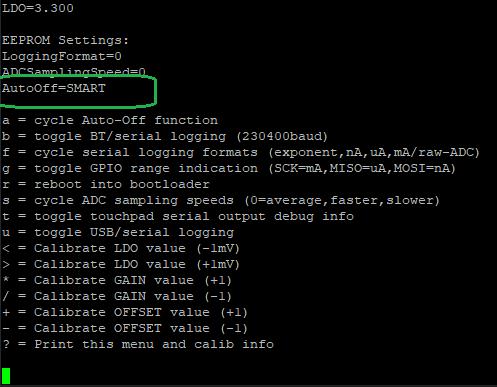 LDO=3.300
EEPROM Settings:
LoggingFormat=0
ADCSamplingSpeed=0
AutoOff=SMART
a = cycle Auto-Off function
b = toggle BT/serial logging (230400baud)
f = cycle serial logging formats (exponent,nA,uA,mA/raw-ADC)
g = toggle GPIO range indication (SCK=mA,MISO=uA,MOSI=nA)
r = reboot into bootloader
s = cycle ADC sampling speeds (0=average,faster,slower)
t = toggle touchpad serial output debug info
u = toggle USB/serial logging
< = Calibrate LDO value (-1mV)
> = Calibrate LDO value (+1mV)
* = Calibrate GAIN value (+1)
/ = Calibrate GAIN value (-1)
+ = Calibrate OFFSET value (+1)
- = Calibrate OFFSET value (-1)
? = Print this menu and calib info